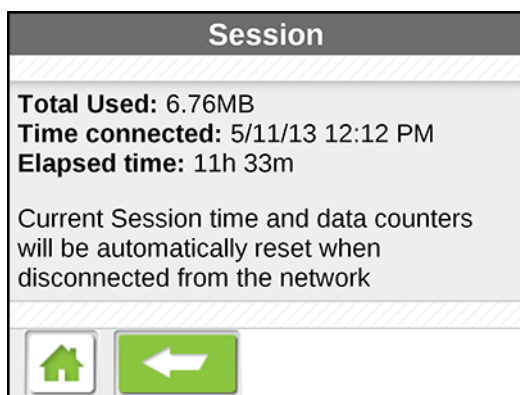 Session
Total Used: 6.76MB
Time connected: 5/11/13 12:12 PM
Elapsed time: 11h 33m
Current Session time and data counters
will be automatically reset when
disconnected from the network